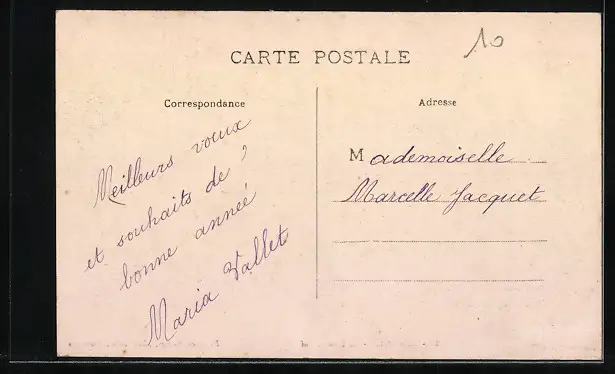 10
CARTE POSTALE
Correspondance
Meilleurs voeux
et souhaits de
bonne année
Maria Vallet
Adresse
Mademoiselle
Marcelle Jacquet